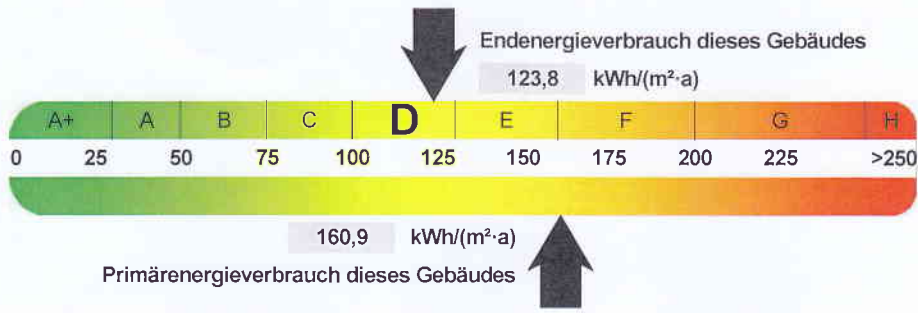 Endenergieverbrauch dieses Gebäudes
123,8 kWh/(m²·a)
A+ A B C D E F G H
0 25 50 75 100 125 150 175 200 225 >250
160,9 kWh/(m²·a)
Primärenergieverbrauch dieses Gebäudes